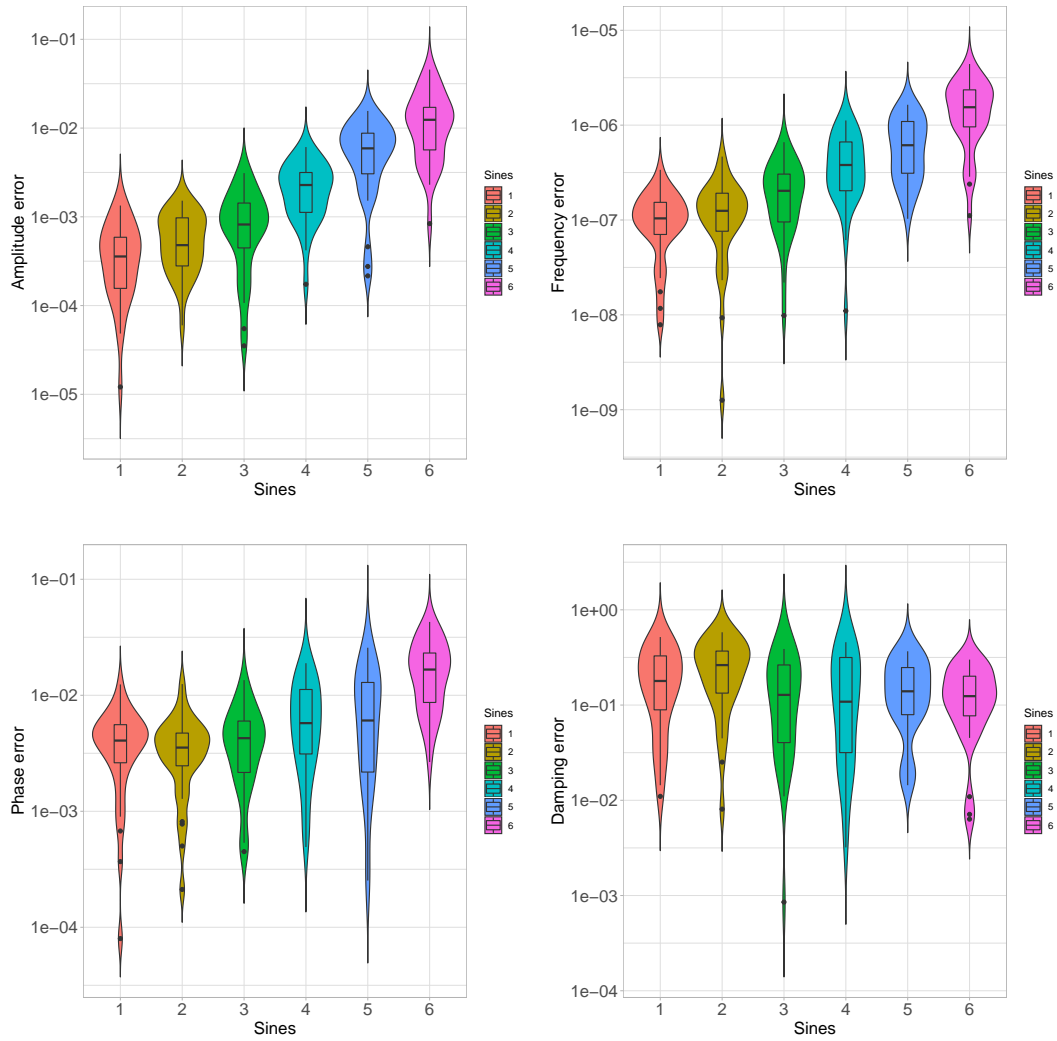 1e-01
1e-02
1e-03
1e-04
1e-05
Amplitude error
1 2 3 4 5 6
Sines
Sines
1
2
3
4
5
6
1e-05
1e-06
1e-07
1e-08
1e-09
Frequency error
1 2 3 4 5 6
Sines
Sines
1
2
3
4
5
6
1e-01
1e-02
1e-03
1e-04
Phase error
1 2 3 4 5 6
Sines
Sines
1
2
3
4
5
6
1e+00
1e-01
1e-02
1e-03
1e-04
Damping error
1 2 3 4 5 6
Sines
Sines
1
2
3
4
5
6